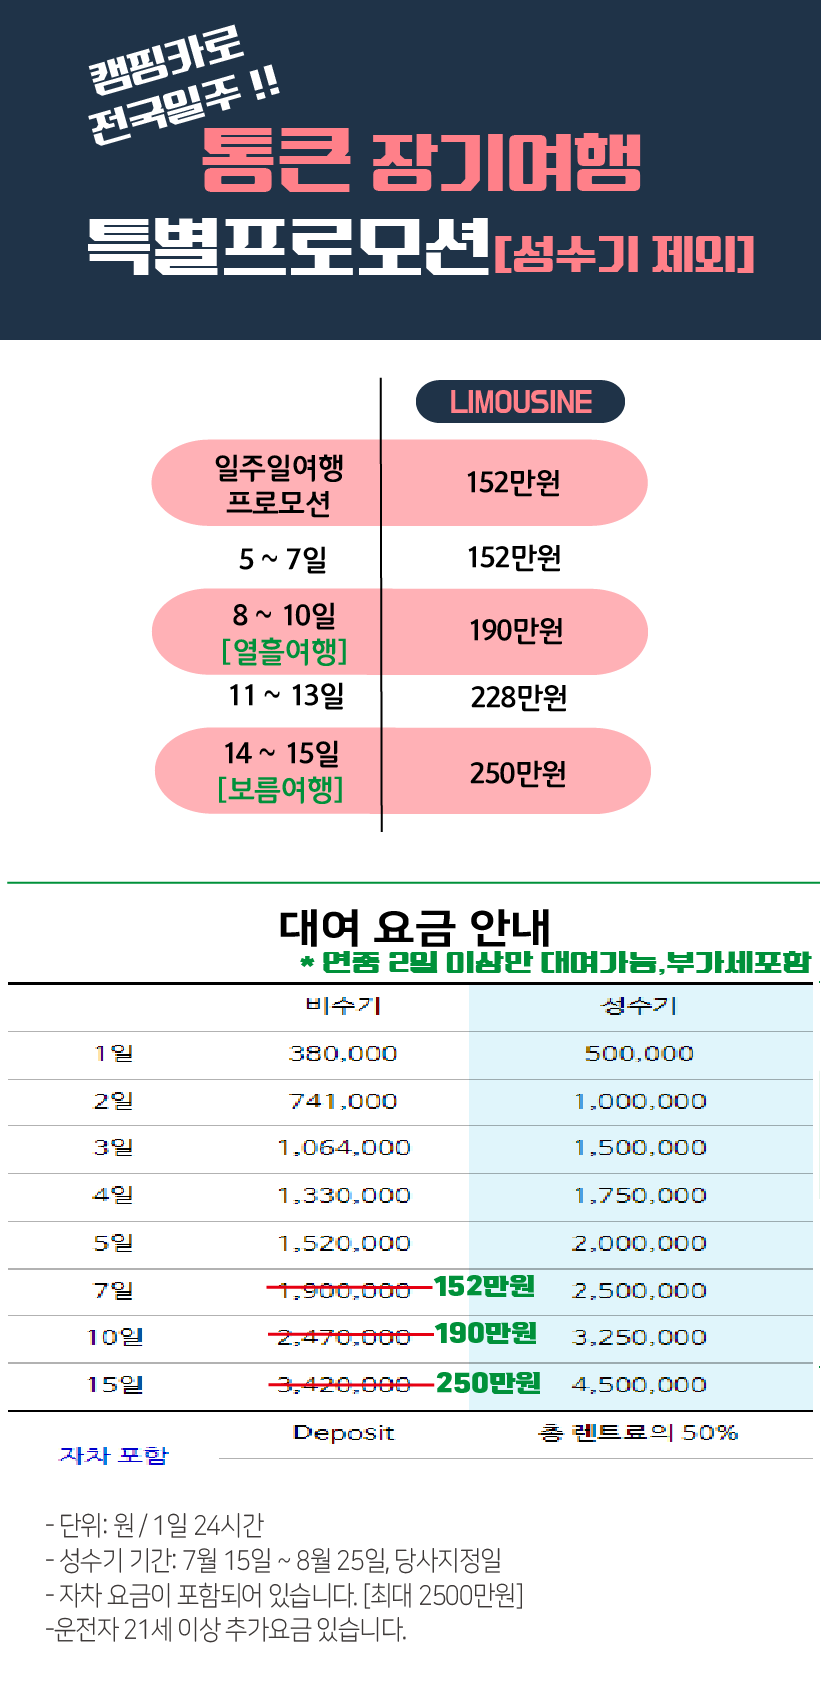 캠핑카로
전국일주 !!
통큰 장기여행
특별프로모션[성수기 제외]
LIMOUSINE
일주일여행
프로모션 152만원
5 ~ 7일 152만원
8 ~ 10일
[열흘여행] 190만원
11 ~ 13일 228만원
14 ~ 15일
[보름여행] 250만원
대여 요금 안내
* 연중 2일 이상만 대여가능,부가세포함
비수기 성수기
1일 380,000 500,000
2일 741,000 1,000,000
3일 1,064,000 1,500,000
4일 1,330,000 1,750,000
5일 1,520,000 2,000,000
7일 1,900,000 152만원 2,500,000
10일 2,470,000 190만원 3,250,000
15일 3,420,000 250만원 4,500,000
자차 포함 Deposit 총 렌트료의 50%
- 단위: 원 / 1일 24시간
- 성수기 기간: 7월 15일 ~ 8월 25일, 당사지정일
- 자차 요금이 포함되어 있습니다. [최대 2500만원]
-운전자 21세 이상 추가요금 있습니다.